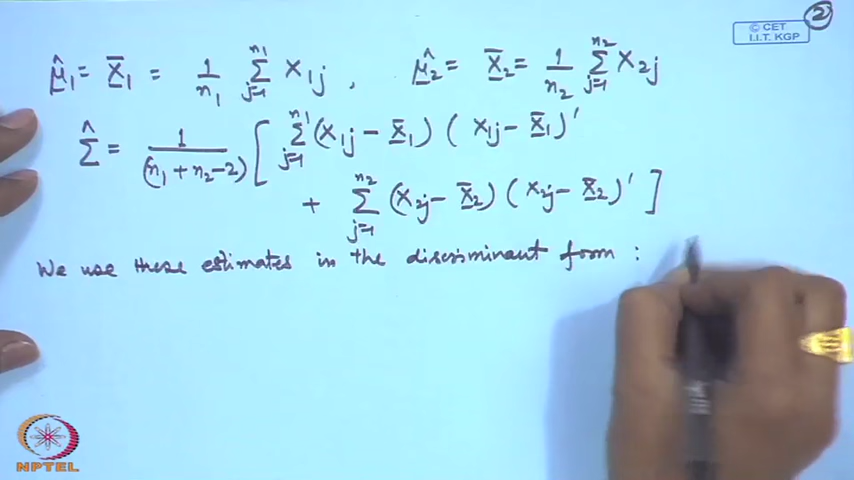 © CET
I.I.T. KGP
2
μ̂₁ = X̄₁ = 1/n₁ Σ_{j=1}^{n₁} X₁ⱼ , μ̂₂ = X̄₂ = 1/n₂ Σ_{j=1}^{n₂} X₂ⱼ
Σ̂ = 1/(n₁+n₂-2) [ Σ_{j=1}^{n₁} (X₁ⱼ - X̄₁) (X₁ⱼ - X̄₁)'
+ Σ_{j=1}^{n₂} (X₂ⱼ - X̄₂) (X₂ⱼ - X̄₂)' ]
We use these estimates in the discriminant form :
NPTEL